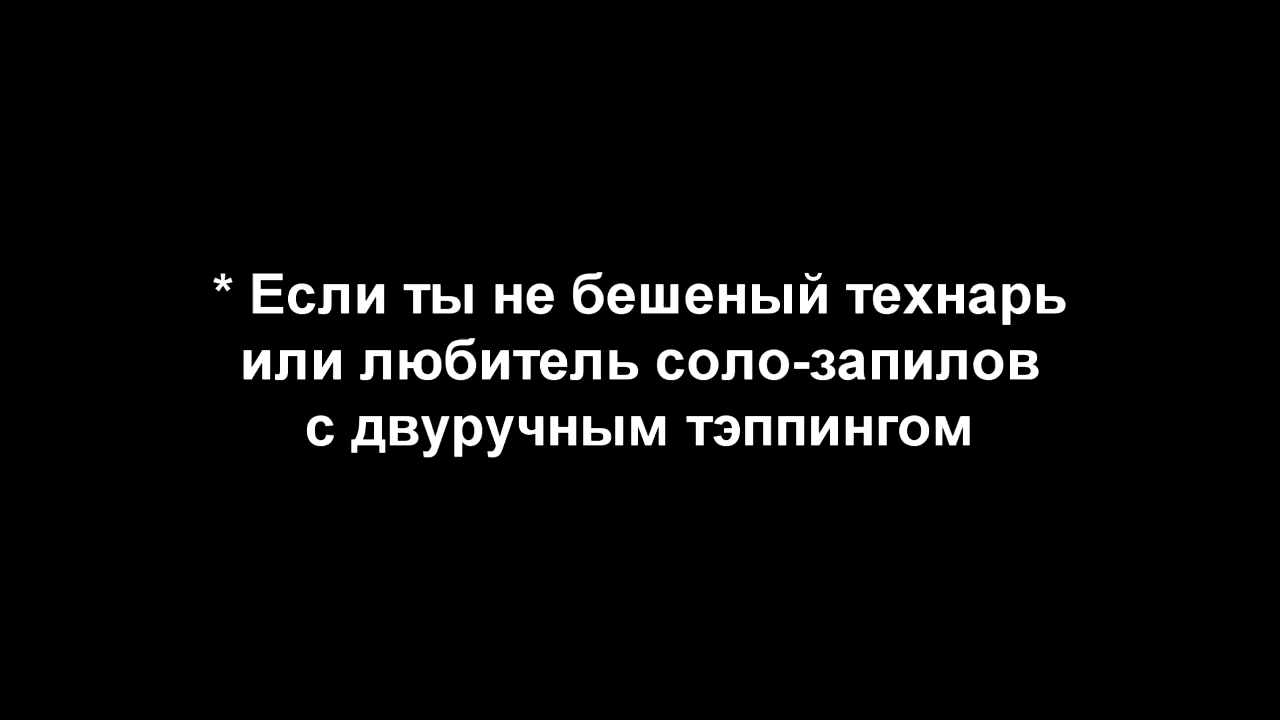 * Если ты не бешеный технарь
или любитель соло-запилов
с двуручным тэппингом